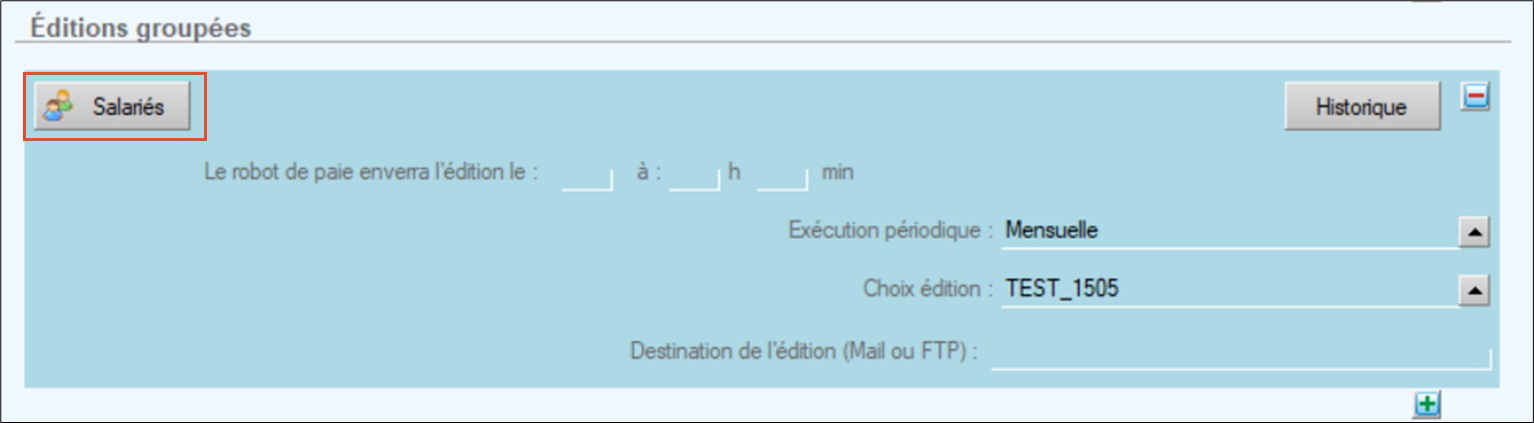 Éditions groupées
Salariés
Historique
Le robot de paie enverra l'édition le : à : h min
Exécution périodique : Mensuelle
Choix édition : TEST_1505
Destination de l'édition (Mail ou FTP) :